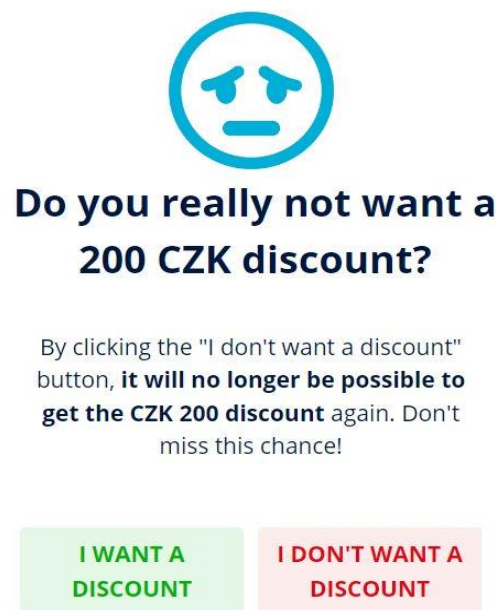 Do you really not want a
200 CZK discount?
By clicking the "I don't want a discount"
button, it will no longer be possible to
get the CZK 200 discount again. Don't
miss this chance!
I WANT A
DISCOUNT
I DON'T WANT A
DISCOUNT